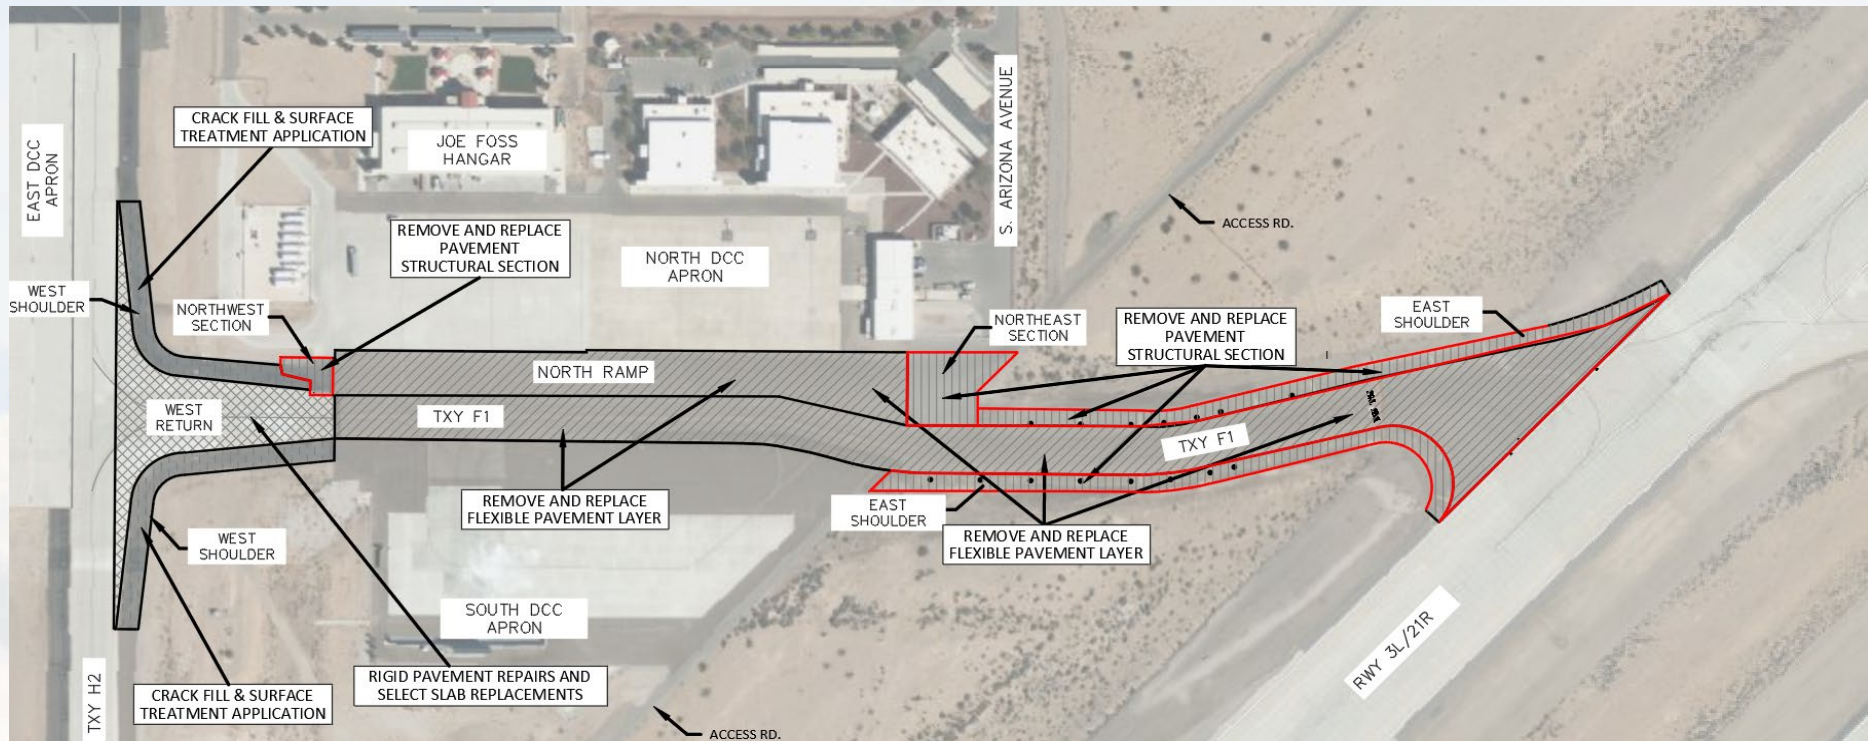 CRACK FILL & SURFACE
TREATMENT APPLICATION
EAST DCC
APRON
JOE FOSS
HANGAR
S. ARIZONA AVENUE
ACCESS RD.
REMOVE AND REPLACE
PAVEMENT
STRUCTURAL SECTION
NORTH DCC
APRON
WEST
SHOULDER
NORTHWEST
SECTION
NORTHEAST
SECTION
REMOVE AND REPLACE
PAVEMENT
STRUCTURAL SECTION
EAST
SHOULDER
NORTH RAMP
WEST
RETURN
TXY F1
TXY F1
REMOVE AND REPLACE
FLEXIBLE PAVEMENT LAYER
EAST
SHOULDER
REMOVE AND REPLACE
FLEXIBLE PAVEMENT LAYER
WEST
SHOULDER
SOUTH DCC
APRON
RWY 3L/21R
TXY H2
CRACK FILL & SURFACE
TREATMENT APPLICATION
RIGID PAVEMENT REPAIRS AND
SELECT SLAB REPLACEMENTS
ACCESS RD.